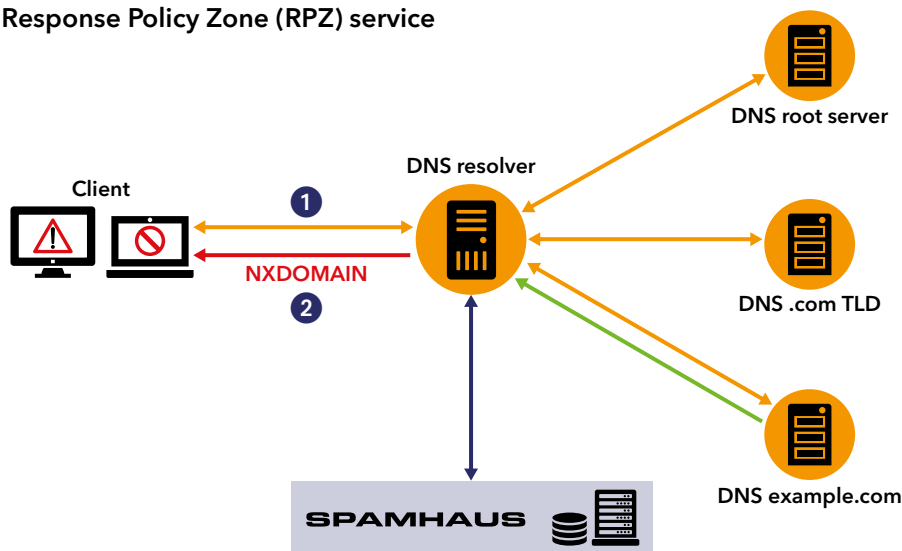 Response Policy Zone (RPZ) service
DNS root server
DNS resolver
Client
1
NXDOMAIN
2
DNS .com TLD
DNS example.com
SPAMHAUS